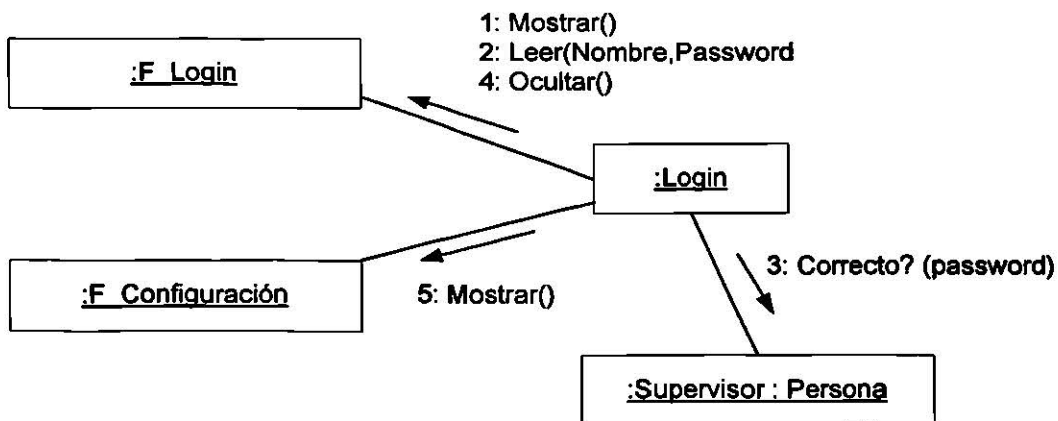 1: Mostrar()
2: Leer(Nombre,Password
4: Ocultar()
:F_Login
:Login
3: Correcto? (password)
:F_Configuración
5: Mostrar()
:Supervisor : Persona